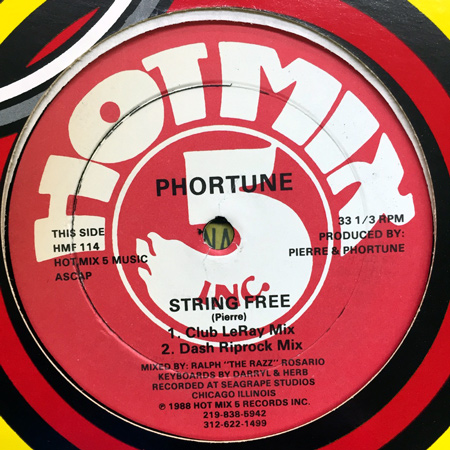 HOTMIX
5
INC.
PHORTUNE
THIS SIDE
HMF 114
HOT MIX 5 MUSIC
ASCAP
33 1/3 RPM
PRODUCED BY:
PIERRE & PHORTUNE
STRING FREE
(Pierre)
1. Club LeRay Mix
2. Dash Riprock Mix
MIXED BY: RALPH "THE RAZZ" ROSARIO
KEYBOARDS BY DARRYL & HERB
RECORDED AT SEAGRAPE STUDIOS
CHICAGO ILLINOIS
℗ 1988 HOT MIX 5 RECORDS INC.
219-838-5942
312-622-1499